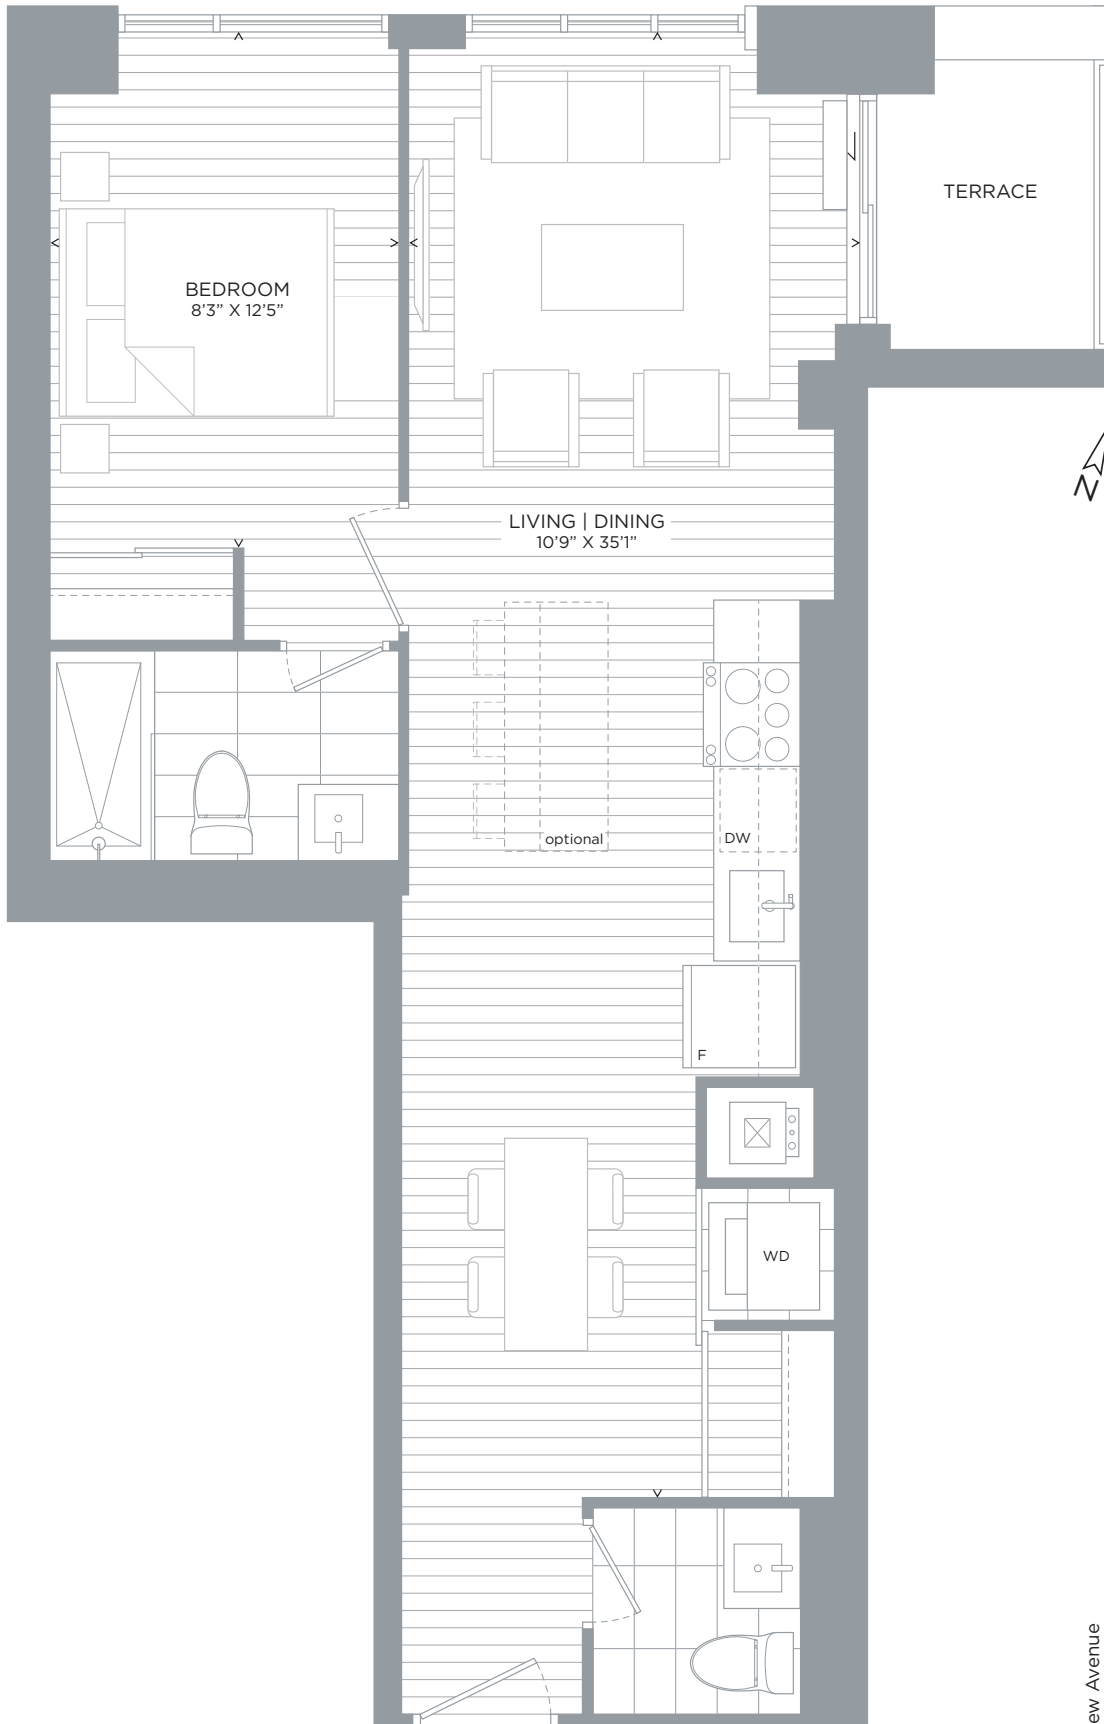 TERRACE
BEDROOM
8'3" X 12'5"
N
LIVING | DINING
10'9" X 35'1"
optional
DW
F
WD
ew Avenue